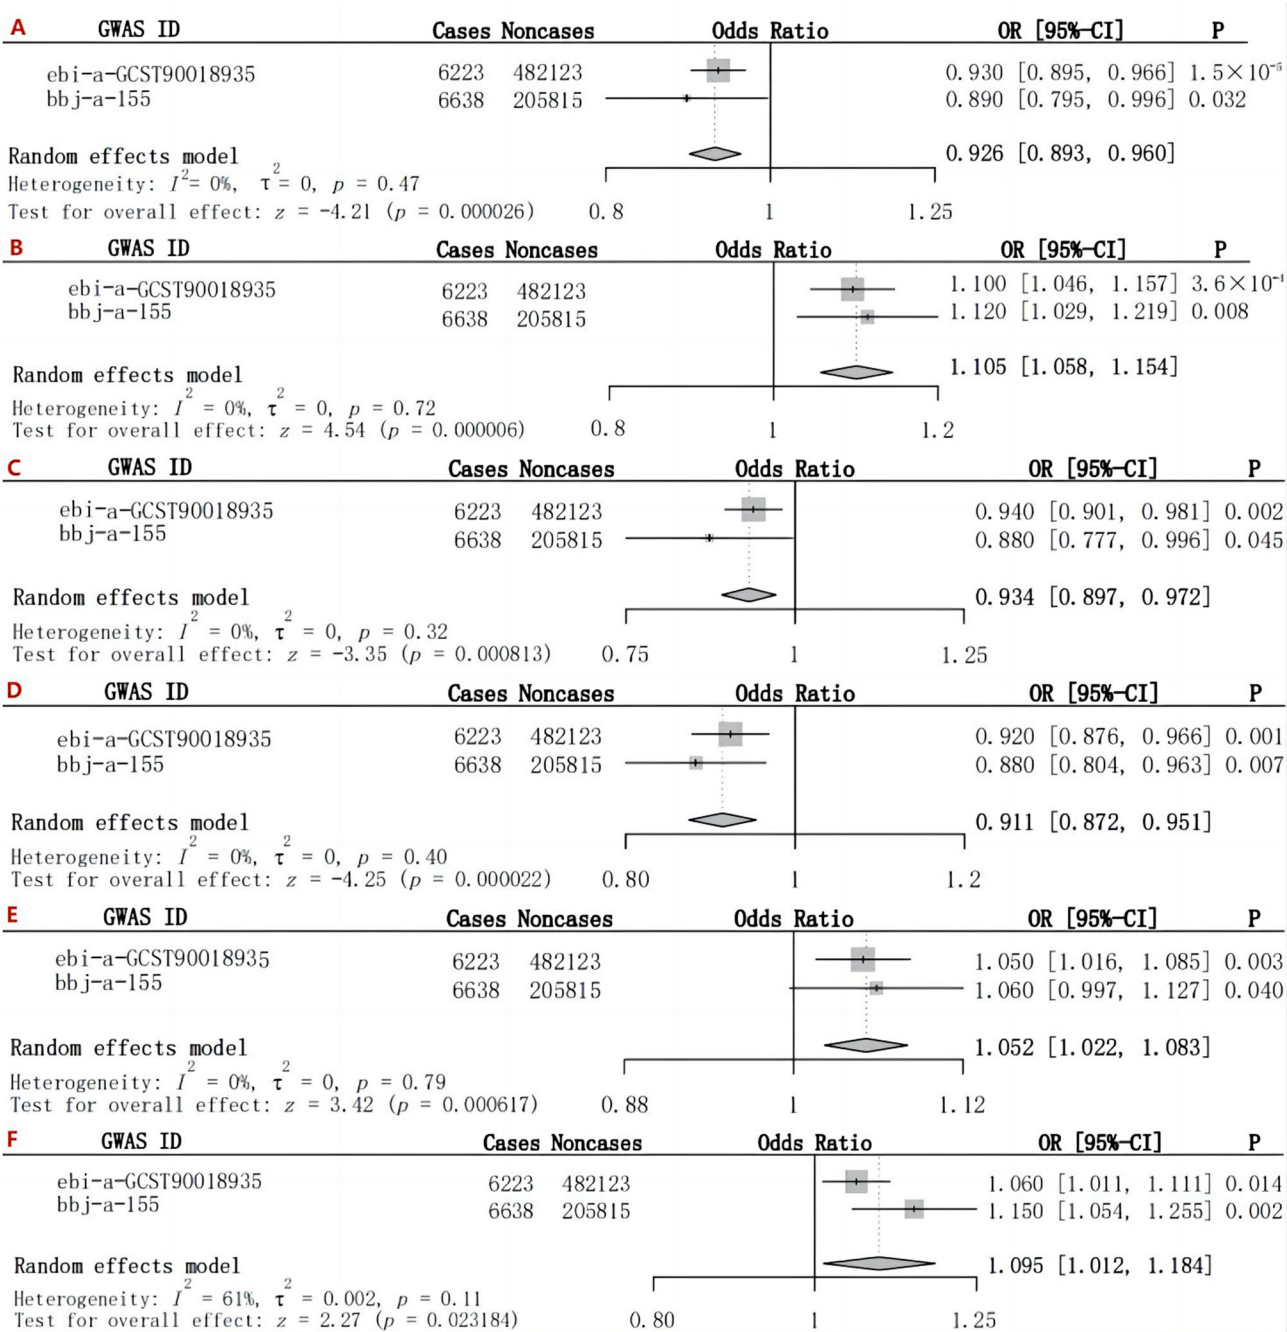 A GWAS ID Cases Noncases Odds Ratio OR [95%-CI] P
ebi-a-GCST90018935 6223 482123 0.930 [0.895, 0.966] 1.5×10⁻⁵
bbj-a-155 6638 205815 0.890 [0.795, 0.996] 0.032
Random effects model 0.926 [0.893, 0.960]
Heterogeneity: I² = 0%, τ² = 0, p = 0.47
Test for overall effect: z = -4.21 (p = 0.000026) 0.8 1 1.25
B GWAS ID Cases Noncases Odds Ratio OR [95%-CI] P
ebi-a-GCST90018935 6223 482123 1.100 [1.046, 1.157] 3.6×10⁻⁴
bbj-a-155 6638 205815 1.120 [1.029, 1.219] 0.008
Random effects model 1.105 [1.058, 1.154]
Heterogeneity: I² = 0%, τ² = 0, p = 0.72
Test for overall effect: z = 4.54 (p = 0.000006) 0.8 1 1.2
C GWAS ID Cases Noncases Odds Ratio OR [95%-CI] P
ebi-a-GCST90018935 6223 482123 0.940 [0.901, 0.981] 0.002
bbj-a-155 6638 205815 0.880 [0.777, 0.996] 0.045
Random effects model 0.934 [0.897, 0.972]
Heterogeneity: I² = 0%, τ² = 0, p = 0.32
Test for overall effect: z = -3.35 (p = 0.000813) 0.75 1 1.25
D GWAS ID Cases Noncases Odds Ratio OR [95%-CI] P
ebi-a-GCST90018935 6223 482123 0.920 [0.876, 0.966] 0.001
bbj-a-155 6638 205815 0.880 [0.804, 0.963] 0.007
Random effects model 0.911 [0.872, 0.951]
Heterogeneity: I² = 0%, τ² = 0, p = 0.40
Test for overall effect: z = -4.25 (p = 0.000022) 0.80 1 1.2
E GWAS ID Cases Noncases Odds Ratio OR [95%-CI] P
ebi-a-GCST90018935 6223 482123 1.050 [1.016, 1.085] 0.003
bbj-a-155 6638 205815 1.060 [0.997, 1.127] 0.040
Random effects model 1.052 [1.022, 1.083]
Heterogeneity: I² = 0%, τ² = 0, p = 0.79
Test for overall effect: z = 3.42 (p = 0.000617) 0.88 1 1.12
F GWAS ID Cases Noncases Odds Ratio OR [95%-CI] P
ebi-a-GCST90018935 6223 482123 1.060 [1.011, 1.111] 0.014
bbj-a-155 6638 205815 1.150 [1.054, 1.255] 0.002
Random effects model 1.095 [1.012, 1.184]
Heterogeneity: I² = 61%, τ² = 0.002, p = 0.11
Test for overall effect: z = 2.27 (p = 0.023184) 0.80 1 1.25